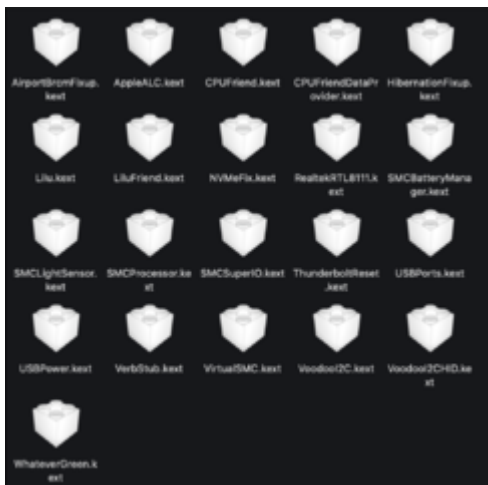 AirportBrcmFixup.
kext
AppleALC.kext
CPUFriend.kext
CPUFriendDataPr
ovider.kext
HibernationFixup.
kext
Lilu.kext
LiluFriend.kext
NVMeFix.kext
RealtekRTL8111.k
ext
SMCBatteryMana
ger.kext
SMCLightSensor.
kext
SMCProcessor.ke
xt
SMCSuperIO.kext
ThunderboltReset
.kext
USBPorts.kext
USBPower.kext
VerbStub.kext
VirtualSMC.kext
VoodooI2C.kext
VoodooI2CHID.ke
xt
WhateverGreen.k
ext